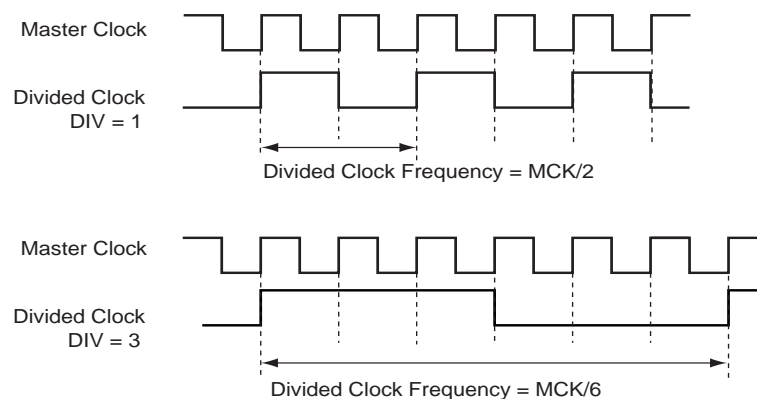 Master Clock
Divided Clock
DIV = 1
Divided Clock Frequency = MCK/2
Master Clock
Divided Clock
DIV = 3
Divided Clock Frequency = MCK/6